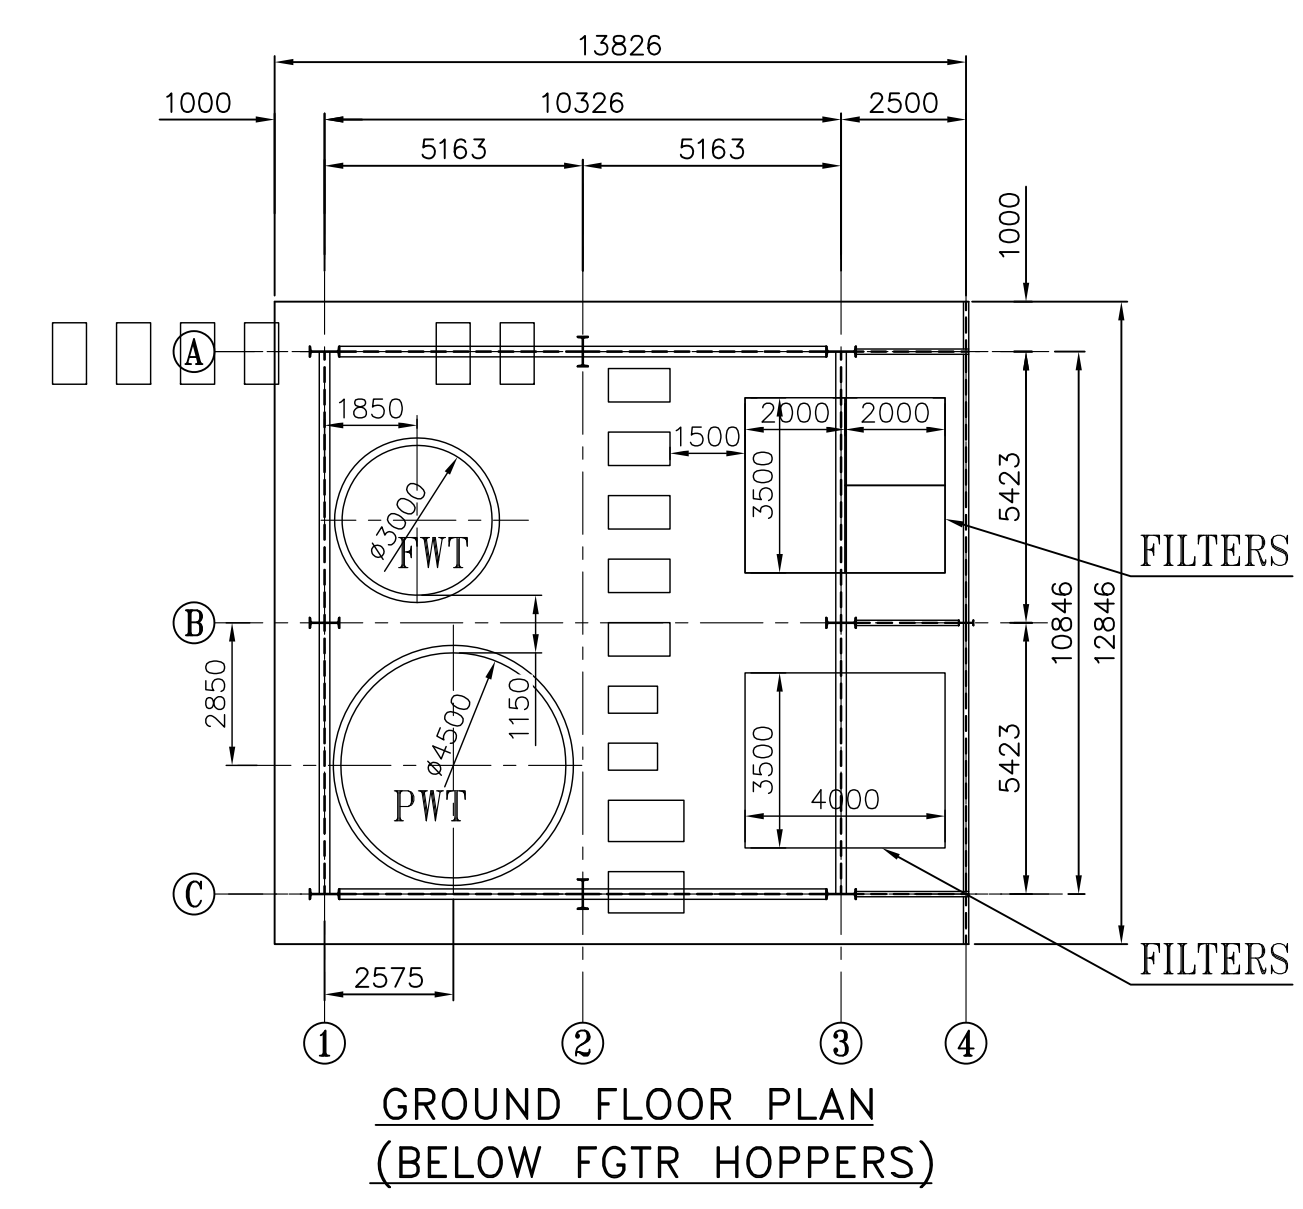 13826
1000
10326
2500
5163
5163
1000
A
1850
2000
2000
1500
3500
5423
ø3000
FWT
FILTERS
B
10846
12846
2850
1150
ø4500
3500
5423
4000
PWT
C
FILTERS
2575
1
2
3
4
GROUND FLOOR PLAN
(BELOW FGTR HOPPERS)